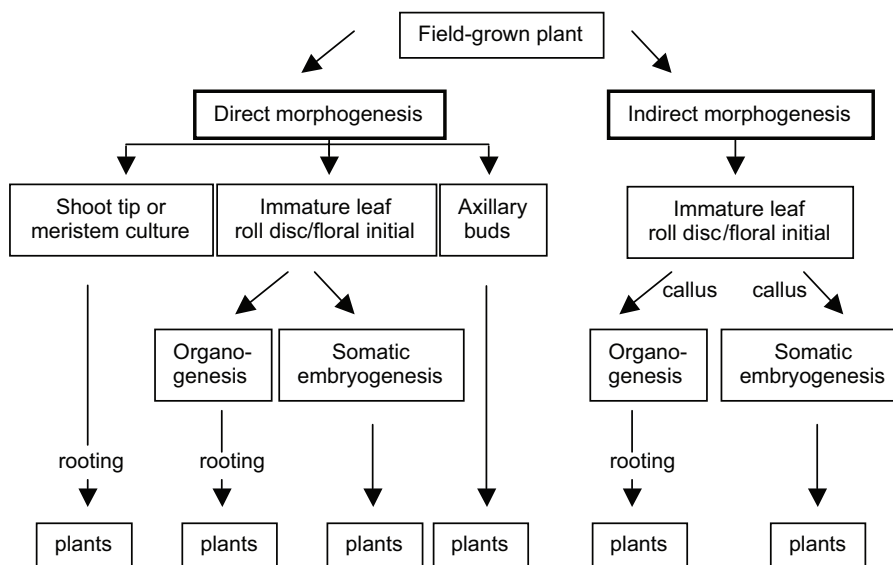 Field-grown plant
Direct morphogenesis
Indirect morphogenesis
Shoot tip or
meristem culture
Immature leaf
roll disc/floral initial
Axillary
buds
Immature leaf
roll disc/floral initial
callus
callus
Organo-
genesis
Somatic
embryogenesis
Organo-
genesis
Somatic
embryogenesis
rooting
rooting
rooting
plants
plants
plants
plants
plants
plants